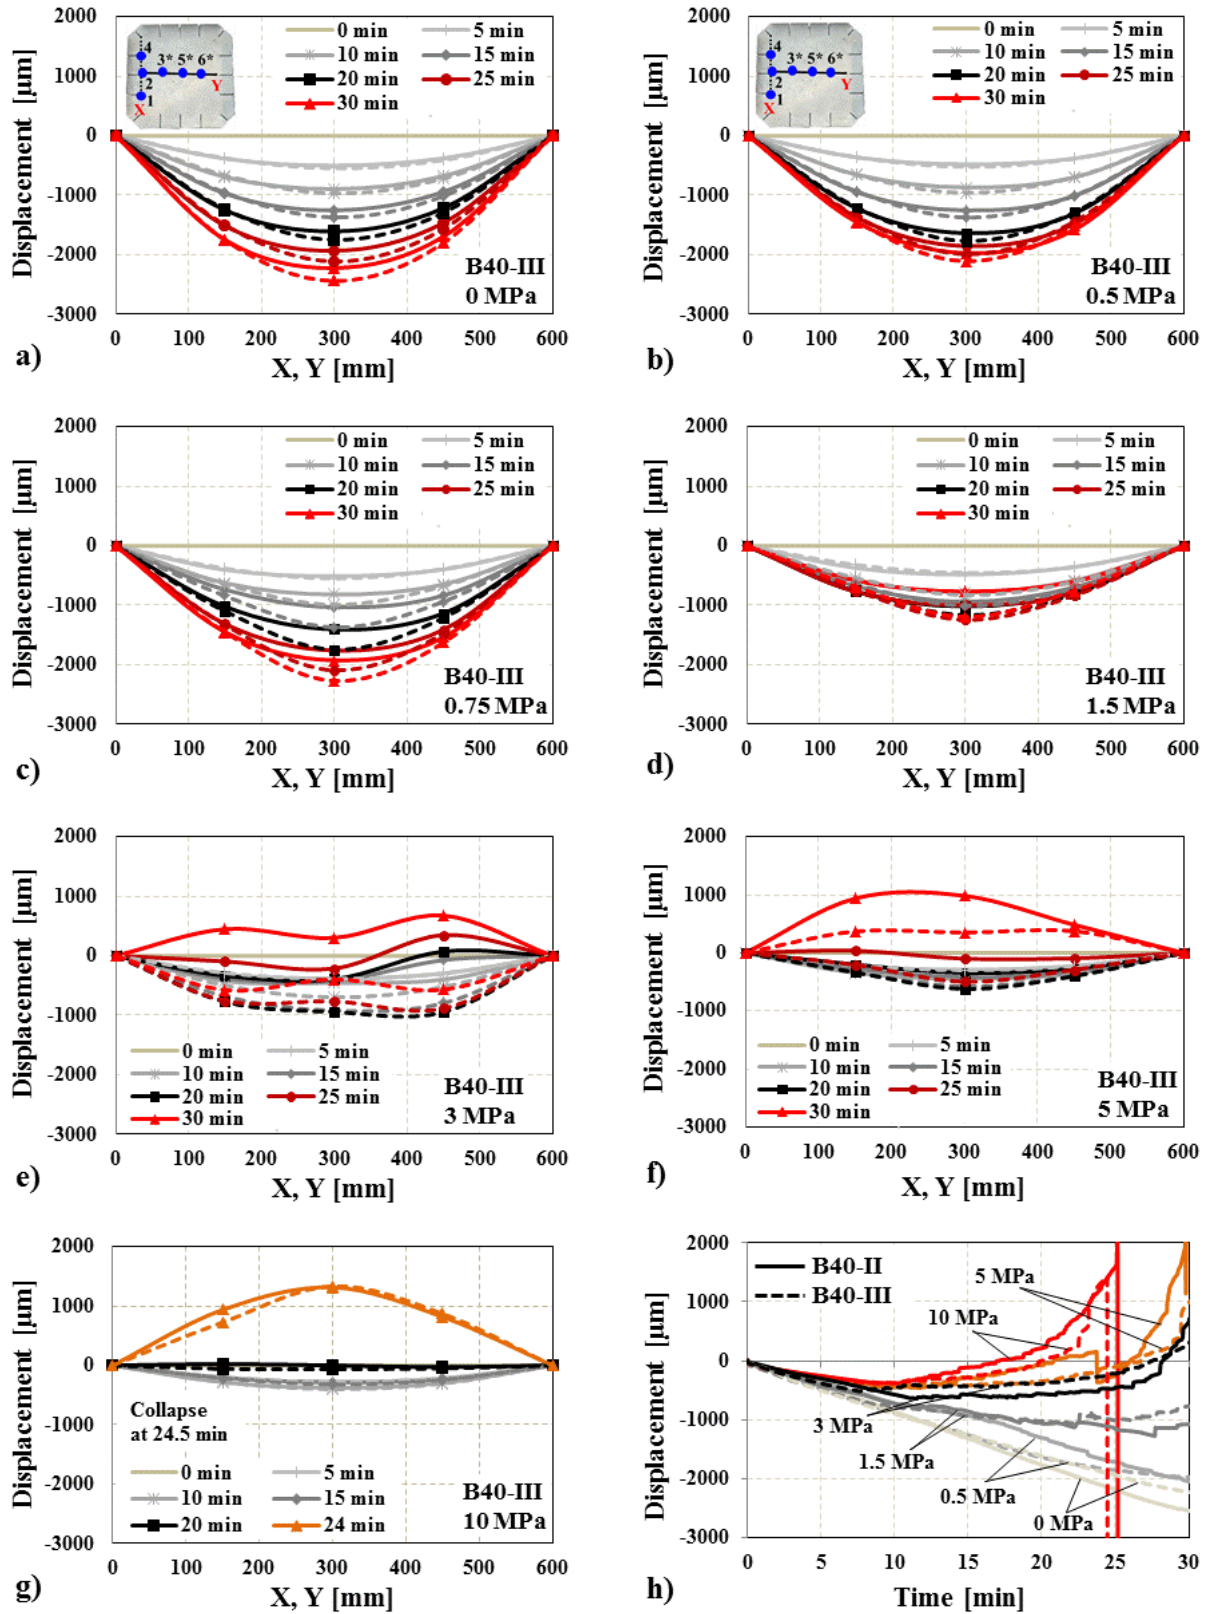 2000
1000
0
-1000
-2000
-3000
Displacement [µm]
4
3* 5* 6*
2
1
X
Y
0 min 5 min
10 min 15 min
20 min 25 min
30 min
B40-III
0 MPa
0 100 200 300 400 500 600
X, Y [mm]
a)
2000
1000
0
-1000
-2000
-3000
Displacement [µm]
4
3* 5* 6*
2
1
X
Y
0 min 5 min
10 min 15 min
20 min 25 min
30 min
B40-III
0.5 MPa
0 100 200 300 400 500 600
X, Y [mm]
b)
2000
1000
0
-1000
-2000
-3000
Displacement [µm]
0 min 5 min
10 min 15 min
20 min 25 min
30 min
B40-III
0.75 MPa
0 100 200 300 400 500 600
X, Y [mm]
c)
2000
1000
0
-1000
-2000
-3000
Displacement [µm]
0 min 5 min
10 min 15 min
20 min 25 min
30 min
B40-III
1.5 MPa
0 100 200 300 400 500 600
X, Y [mm]
d)
2000
1000
0
-1000
-2000
-3000
Displacement [µm]
0 min 5 min
10 min 15 min
20 min 25 min
30 min
B40-III
3 MPa
0 100 200 300 400 500 600
X, Y [mm]
e)
2000
1000
0
-1000
-2000
-3000
Displacement [µm]
0 min 5 min
10 min 15 min
20 min 25 min
30 min
B40-III
5 MPa
0 100 200 300 400 500 600
X, Y [mm]
f)
2000
1000
0
-1000
-2000
-3000
Displacement [µm]
Collapse
at 24.5 min
0 min 5 min
10 min 15 min
20 min 24 min
B40-III
10 MPa
0 100 200 300 400 500 600
X, Y [mm]
g)
2000
1000
0
-1000
-2000
-3000
Displacement [µm]
B40-II
B40-III
5 MPa
10 MPa
3 MPa
1.5 MPa
0.5 MPa
0 MPa
0 5 10 15 20 25 30
Time [min]
h)